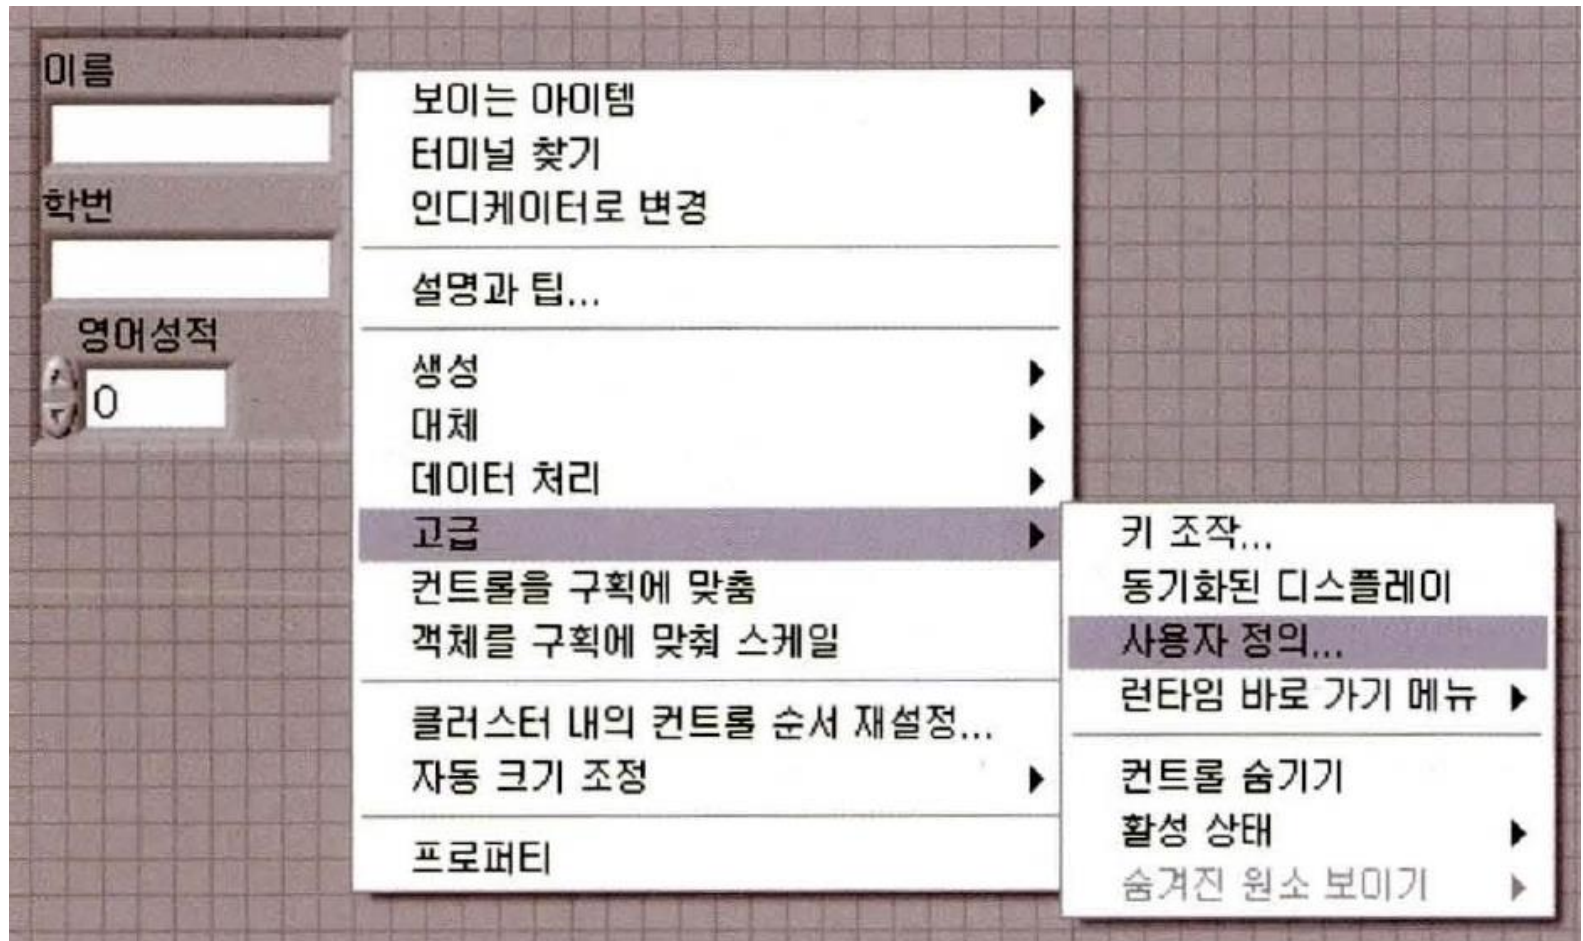 이름
학번
영어성적
0
보이는 아이템
터미널 찾기
인디케이터로 변경
설명과 팁...
생성
대체
데이터 처리
고급
컨트롤을 구획에 맞춤
객체를 구획에 맞춰 스케일
클러스터 내의 컨트롤 순서 재설정...
자동 크기 조정
프로퍼티
키 조작...
동기화된 디스플레이
사용자 정의...
런타임 바로 가기 메뉴
컨트롤 숨기기
활성 상태
숨겨진 원소 보이기